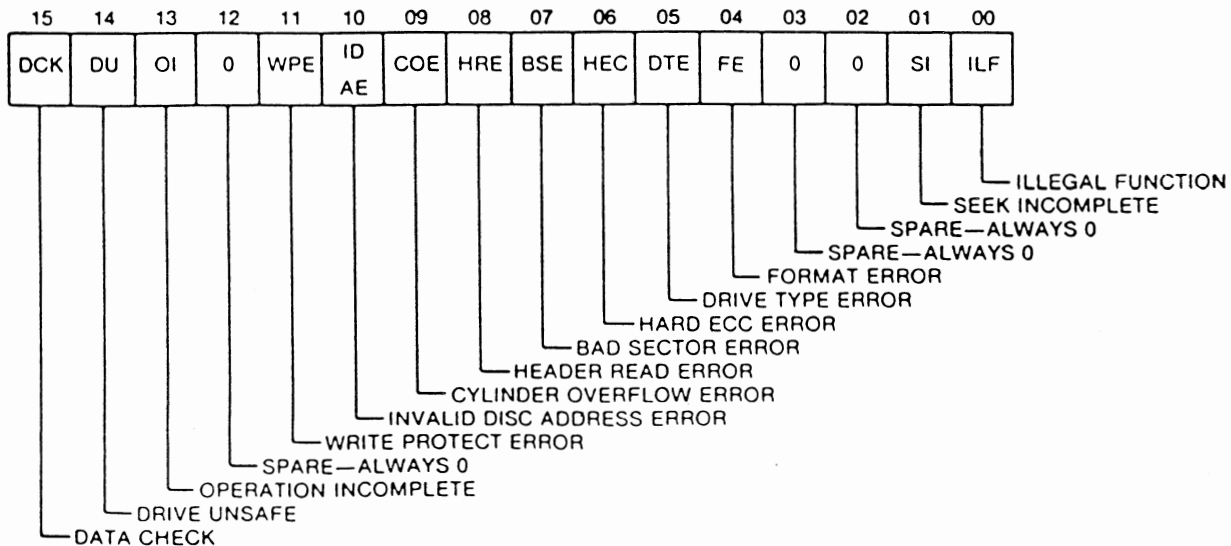 15 14 13 12 11 10 09 08 07 06 05 04 03 02 01 00
DCK DU OI 0 WPE ID AE COE HRE BSE HEC DTE FE 0 0 SI ILF
ILLEGAL FUNCTION
SEEK INCOMPLETE
SPARE—ALWAYS 0
SPARE—ALWAYS 0
FORMAT ERROR
DRIVE TYPE ERROR
HARD ECC ERROR
BAD SECTOR ERROR
HEADER READ ERROR
CYLINDER OVERFLOW ERROR
INVALID DISC ADDRESS ERROR
WRITE PROTECT ERROR
SPARE—ALWAYS 0
OPERATION INCOMPLETE
DRIVE UNSAFE
DATA CHECK